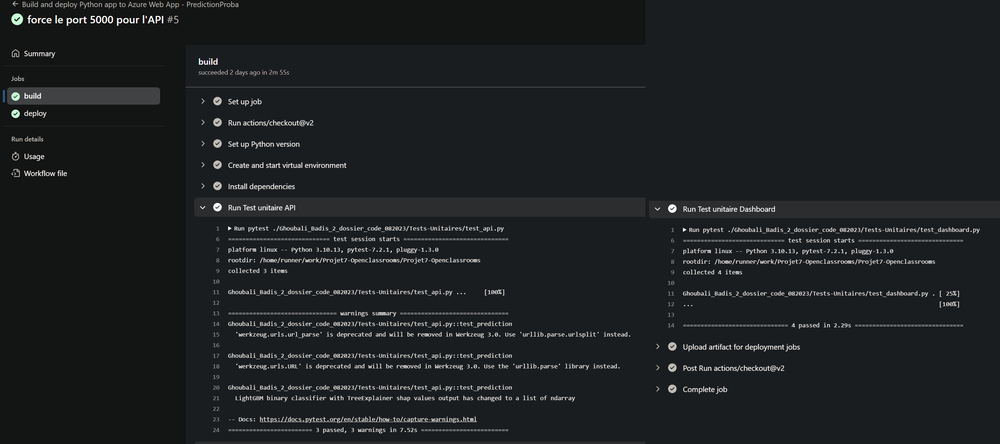 ← Build and deploy Python app to Azure Web App - PredictionProba
force le port 5000 pour l'API #5
Summary
Jobs
build
deploy
Run details
Usage
Workflow file
build
succeeded 2 days ago in 2m 55s
Set up job
Run actions/checkout@v2
Set up Python version
Create and start virtual environment
Install dependencies
Run Test unitaire API
1 ▶ Run pytest ./Ghoubali_Badis_2_dossier_code_082023/Tests-Unitaires/test_api.py
6 ============================= test session starts ==============================
7 platform linux -- Python 3.10.13, pytest-7.2.1, pluggy-1.3.0
8 rootdir: /home/runner/work/Projet7-Openclassrooms/Projet7-Openclassrooms
9 collected 3 items
10
11 Ghoubali_Badis_2_dossier_code_082023/Tests-Unitaires/test_api.py ... [100%]
12
13 =============================== warnings summary ===============================
14 Ghoubali_Badis_2_dossier_code_082023/Tests-Unitaires/test_api.py::test_prediction
15 'werkzeug.urls.url_parse' is deprecated and will be removed in Werkzeug 3.0. Use 'urllib.parse.urlsplit' instead.
16
17 Ghoubali_Badis_2_dossier_code_082023/Tests-Unitaires/test_api.py::test_prediction
18 'werkzeug.urls.URL' is deprecated and will be removed in Werkzeug 3.0. Use the 'urllib.parse' library instead.
19
20 Ghoubali_Badis_2_dossier_code_082023/Tests-Unitaires/test_api.py::test_prediction
21 LightGBM binary classifier with TreeExplainer shap values output has changed to a list of ndarray
22
23 -- Docs: https://docs.pytest.org/en/stable/how-to/capture-warnings.html
24 ======================== 3 passed, 3 warnings in 7.52s =========================
Run Test unitaire Dashboard
1 ▶ Run pytest ./Ghoubali_Badis_2_dossier_code_082023/Tests-Unitaires/test_dashboard.py
6 ============================= test session starts ==============================
7 platform linux -- Python 3.10.13, pytest-7.2.1, pluggy-1.3.0
8 rootdir: /home/runner/work/Projet7-Openclassrooms/Projet7-Openclassrooms
9 collected 4 items
10
11 Ghoubali_Badis_2_dossier_code_082023/Tests-Unitaires/test_dashboard.py . [ 25%]
12 ... [100%]
13
14 ============================== 4 passed in 2.29s ===============================
Upload artifact for deployment jobs
Post Run actions/checkout@v2
Complete job